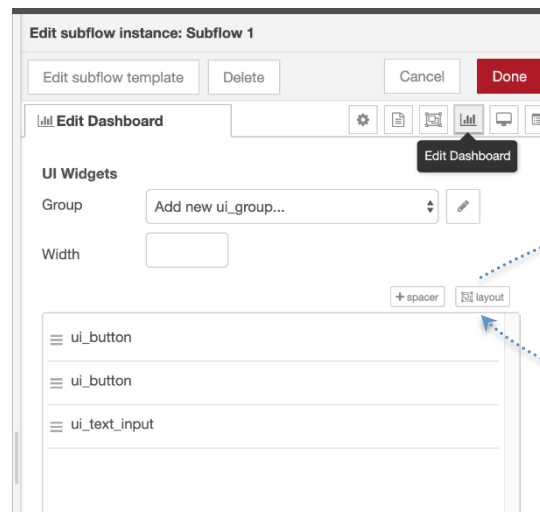 Edit subflow instance: Subflow 1
Edit subflow template Delete Cancel Done
Edit Dashboard
Edit Dashboard
UI Widgets
Group Add new ui_group...
Width
+ spacer layout
ui_button
ui_button
ui_text_input